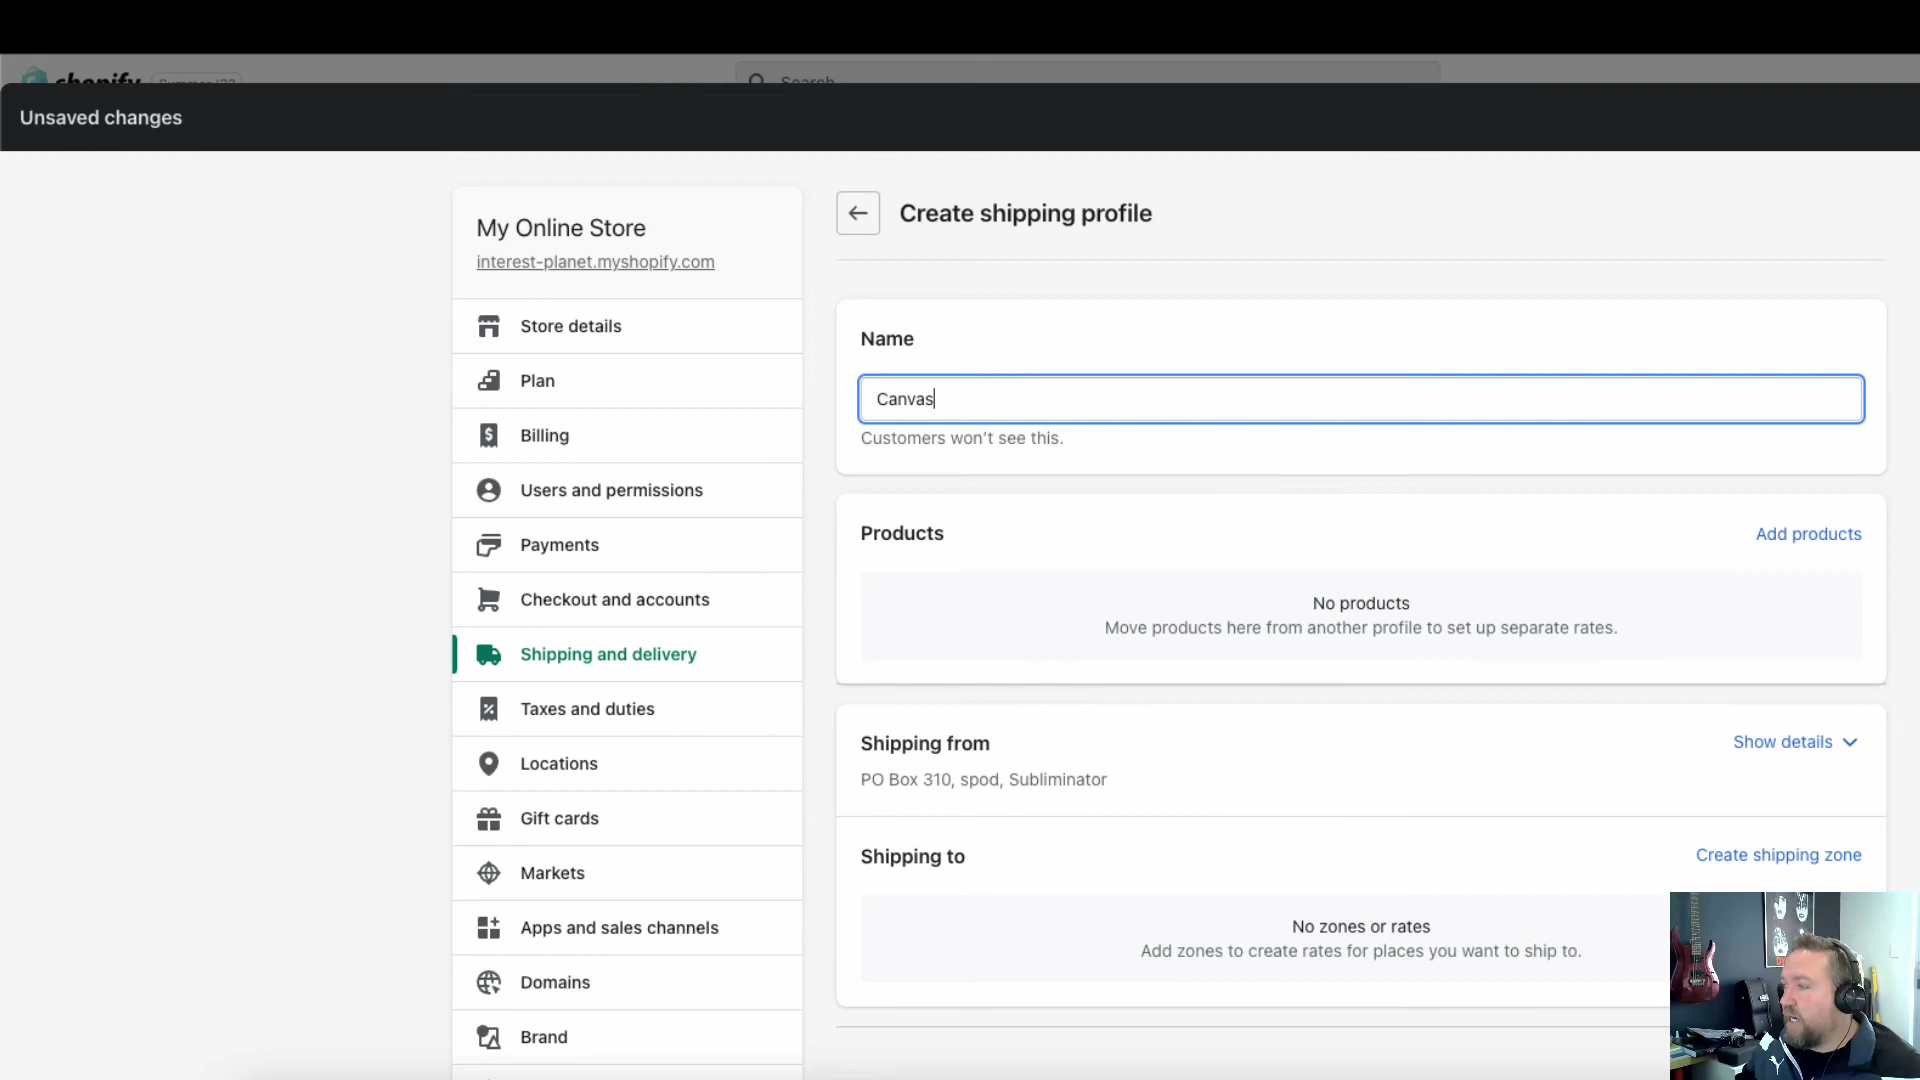 shopify
Search
Unsaved changes
My Online Store
interest-planet.myshopify.com
Store details
Plan
Billing
Users and permissions
Payments
Checkout and accounts
Shipping and delivery
Taxes and duties
Locations
Gift cards
Markets
Apps and sales channels
Domains
Brand
Create shipping profile
Name
Canvas
Customers won't see this.
Products
Add products
No products
Move products here from another profile to set up separate rates.
Shipping from
Show details
PO Box 310, spod, Subliminator
Shipping to
Create shipping zone
No zones or rates
Add zones to create rates for places you want to ship to.